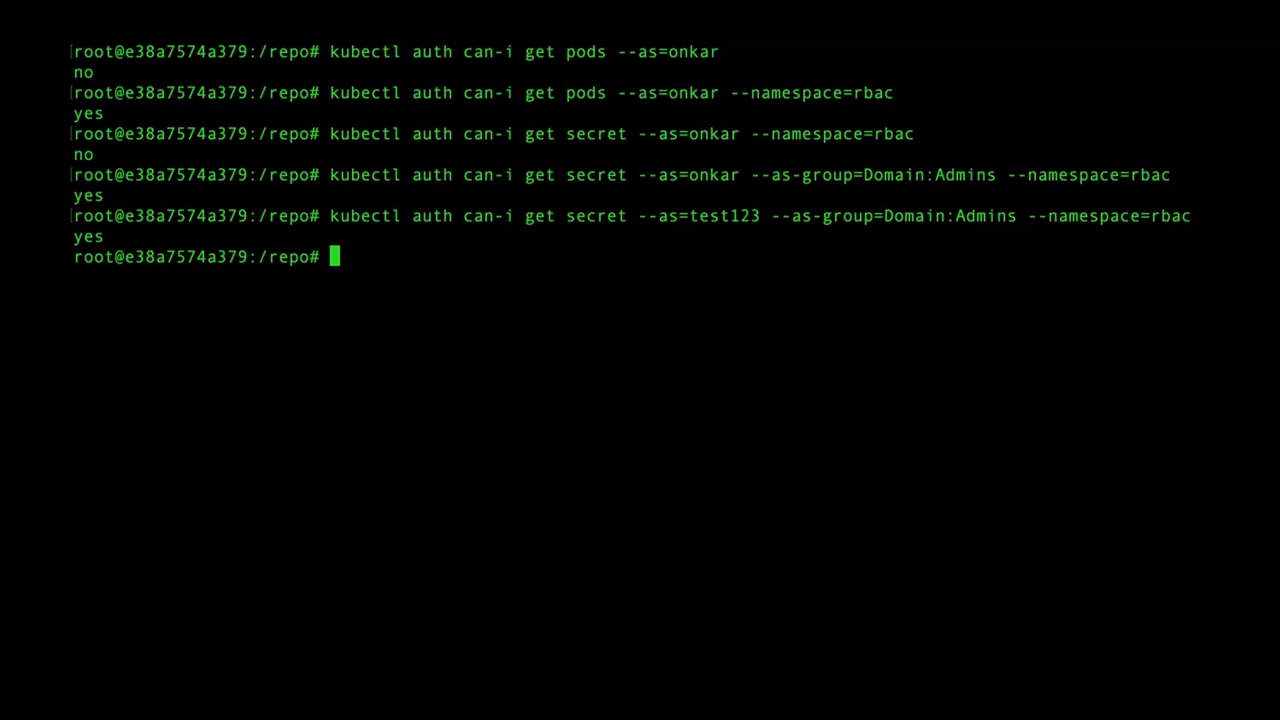 root@e38a7574a379:/repo# kubectl auth can-i get pods --as=onkar
no
root@e38a7574a379:/repo# kubectl auth can-i get pods --as=onkar --namespace=rbac
yes
root@e38a7574a379:/repo# kubectl auth can-i get secret --as=onkar --namespace=rbac
no
root@e38a7574a379:/repo# kubectl auth can-i get secret --as=onkar --as-group=Domain:Admins --namespace=rbac
yes
root@e38a7574a379:/repo# kubectl auth can-i get secret --as=test123 --as-group=Domain:Admins --namespace=rbac
yes
root@e38a7574a379:/repo#